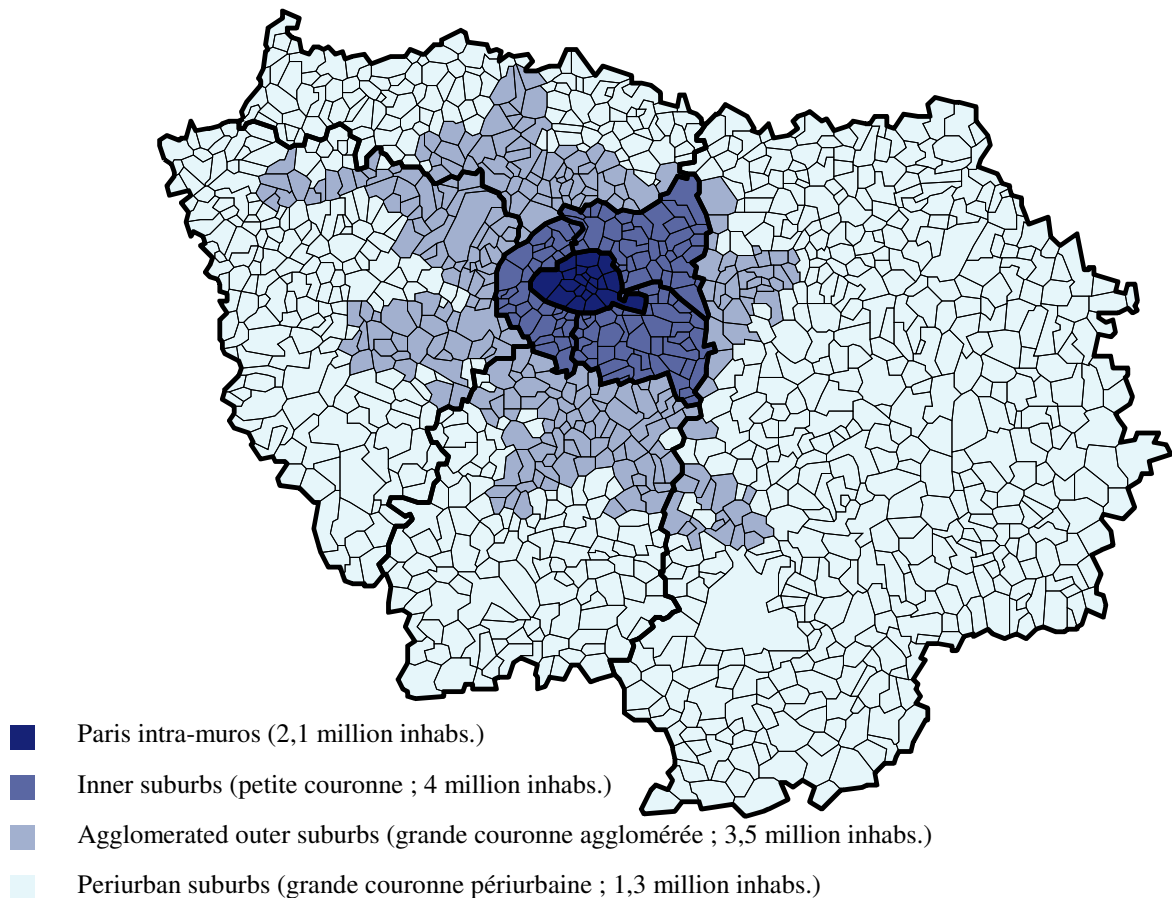 Paris intra-muros (2,1 million inhabs.)
Inner suburbs (petite couronne ; 4 million inhabs.)
Agglomerated outer suburbs (grande couronne agglomérée ; 3,5 million inhabs.)
Periurban suburbs (grande couronne périurbaine ; 1,3 million inhabs.)